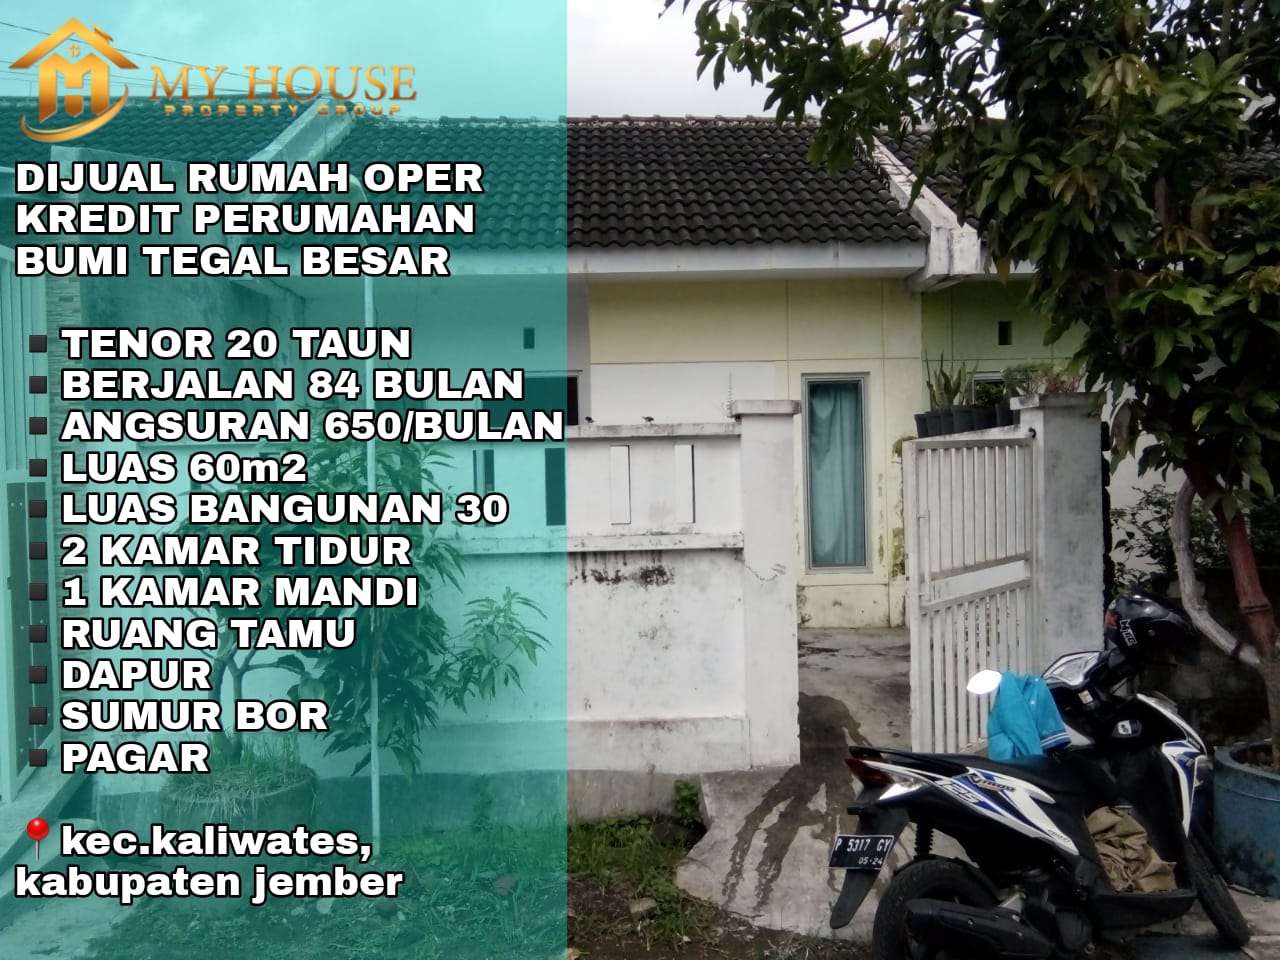 MY HOUSE
PROPERTY GROUP
DIJUAL RUMAH OPER
KREDIT PERUMAHAN
BUMI TEGAL BESAR
▪️TENOR 20 TAUN
▪️BERJALAN 84 BULAN
▪️ANGSURAN 650/BULAN
▪️LUAS 60m2
▪️LUAS BANGUNAN 30
▪️2 KAMAR TIDUR
▪️1 KAMAR MANDI
▪️RUANG TAMU
▪️DAPUR
▪️SUMUR BOR
▪️PAGAR
📍kec.kaliwates,
kabupaten jember
P 5317 GY
05·24
125